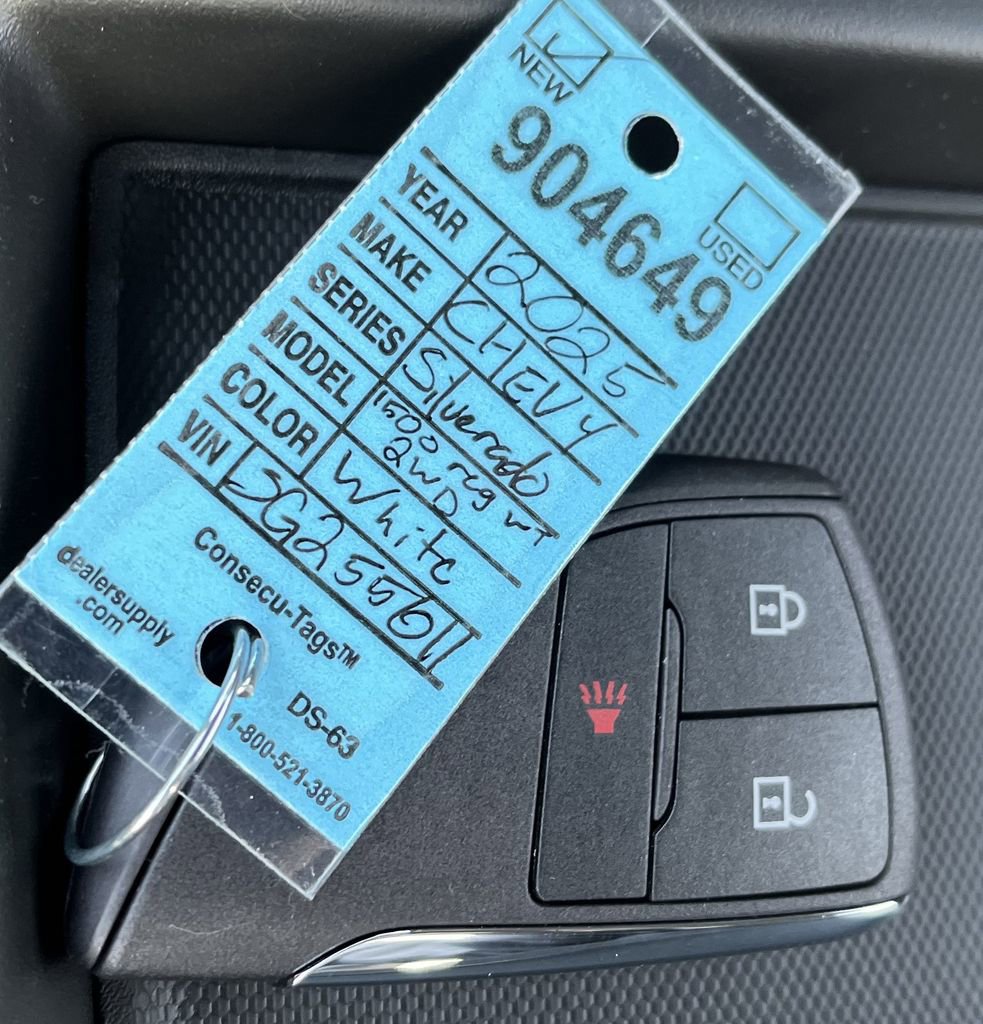 NEW
904649
USED
YEAR 2025
MAKE CHEVY
SERIES Silverado
MODEL 1500 reg WT
2WD
COLOR White
VIN SG255611
Consecu-Tags™
dealersupply
.com
DS-63
1-800-521-3870